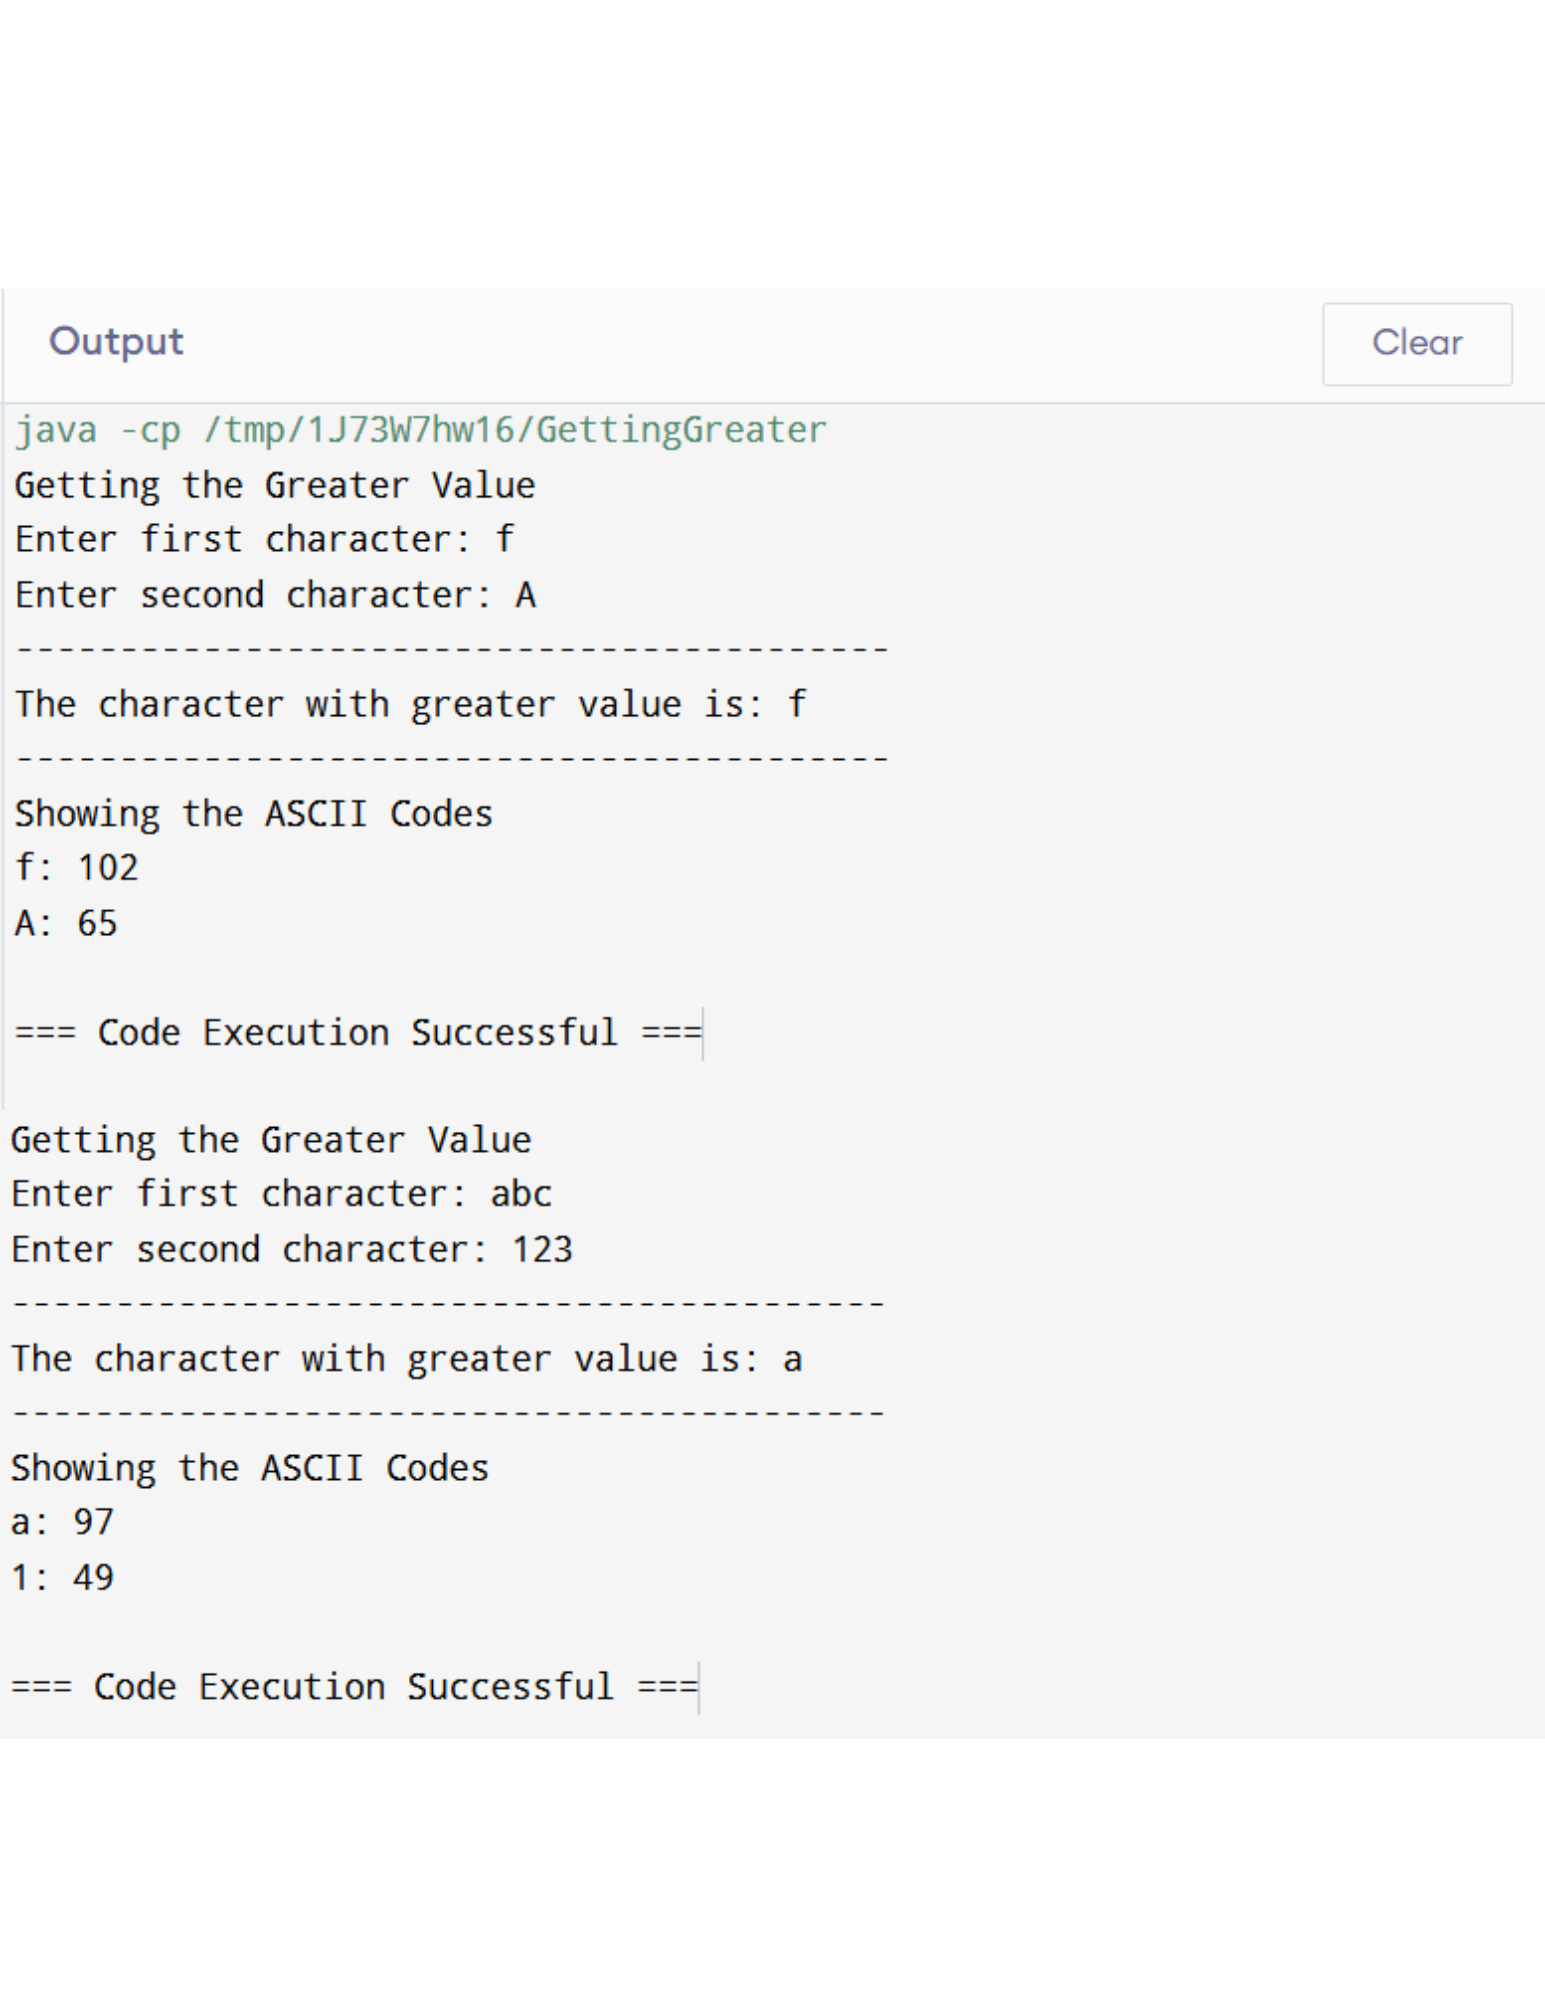 Output
Clear
java -cp /tmp/1J73W7hw16/GettingGreater
Getting the Greater Value
Enter first character: f
Enter second character: A
------------------------------------------
The character with greater value is: f
------------------------------------------
Showing the ASCII Codes
f: 102
A: 65
=== Code Execution Successful ===
Getting the Greater Value
Enter first character: abc
Enter second character: 123
------------------------------------------
The character with greater value is: a
------------------------------------------
Showing the ASCII Codes
a: 97
1: 49
=== Code Execution Successful ===